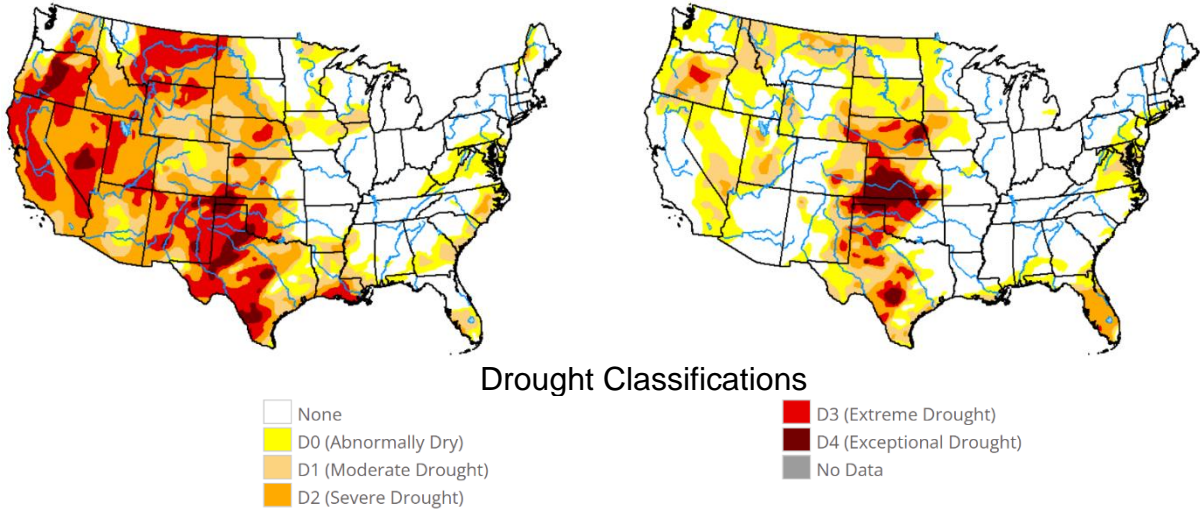 Drought Classifications
None
D0 (Abnormally Dry)
D1 (Moderate Drought)
D2 (Severe Drought)
D3 (Extreme Drought)
D4 (Exceptional Drought)
No Data